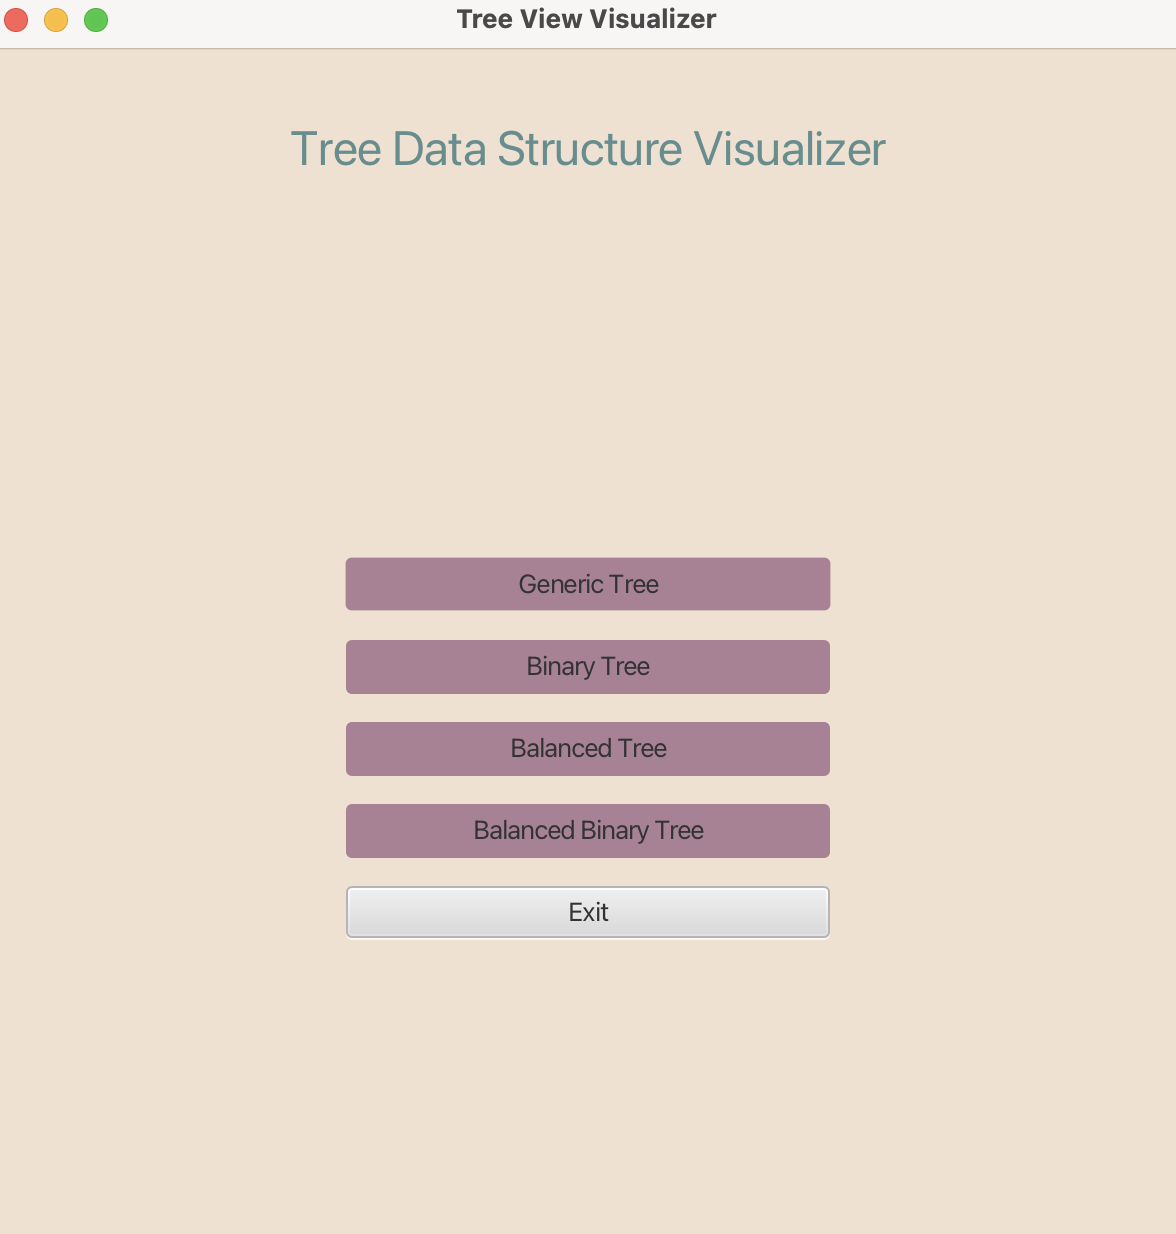 Tree View Visualizer
Tree Data Structure Visualizer
Generic Tree
Binary Tree
Balanced Tree
Balanced Binary Tree
Exit